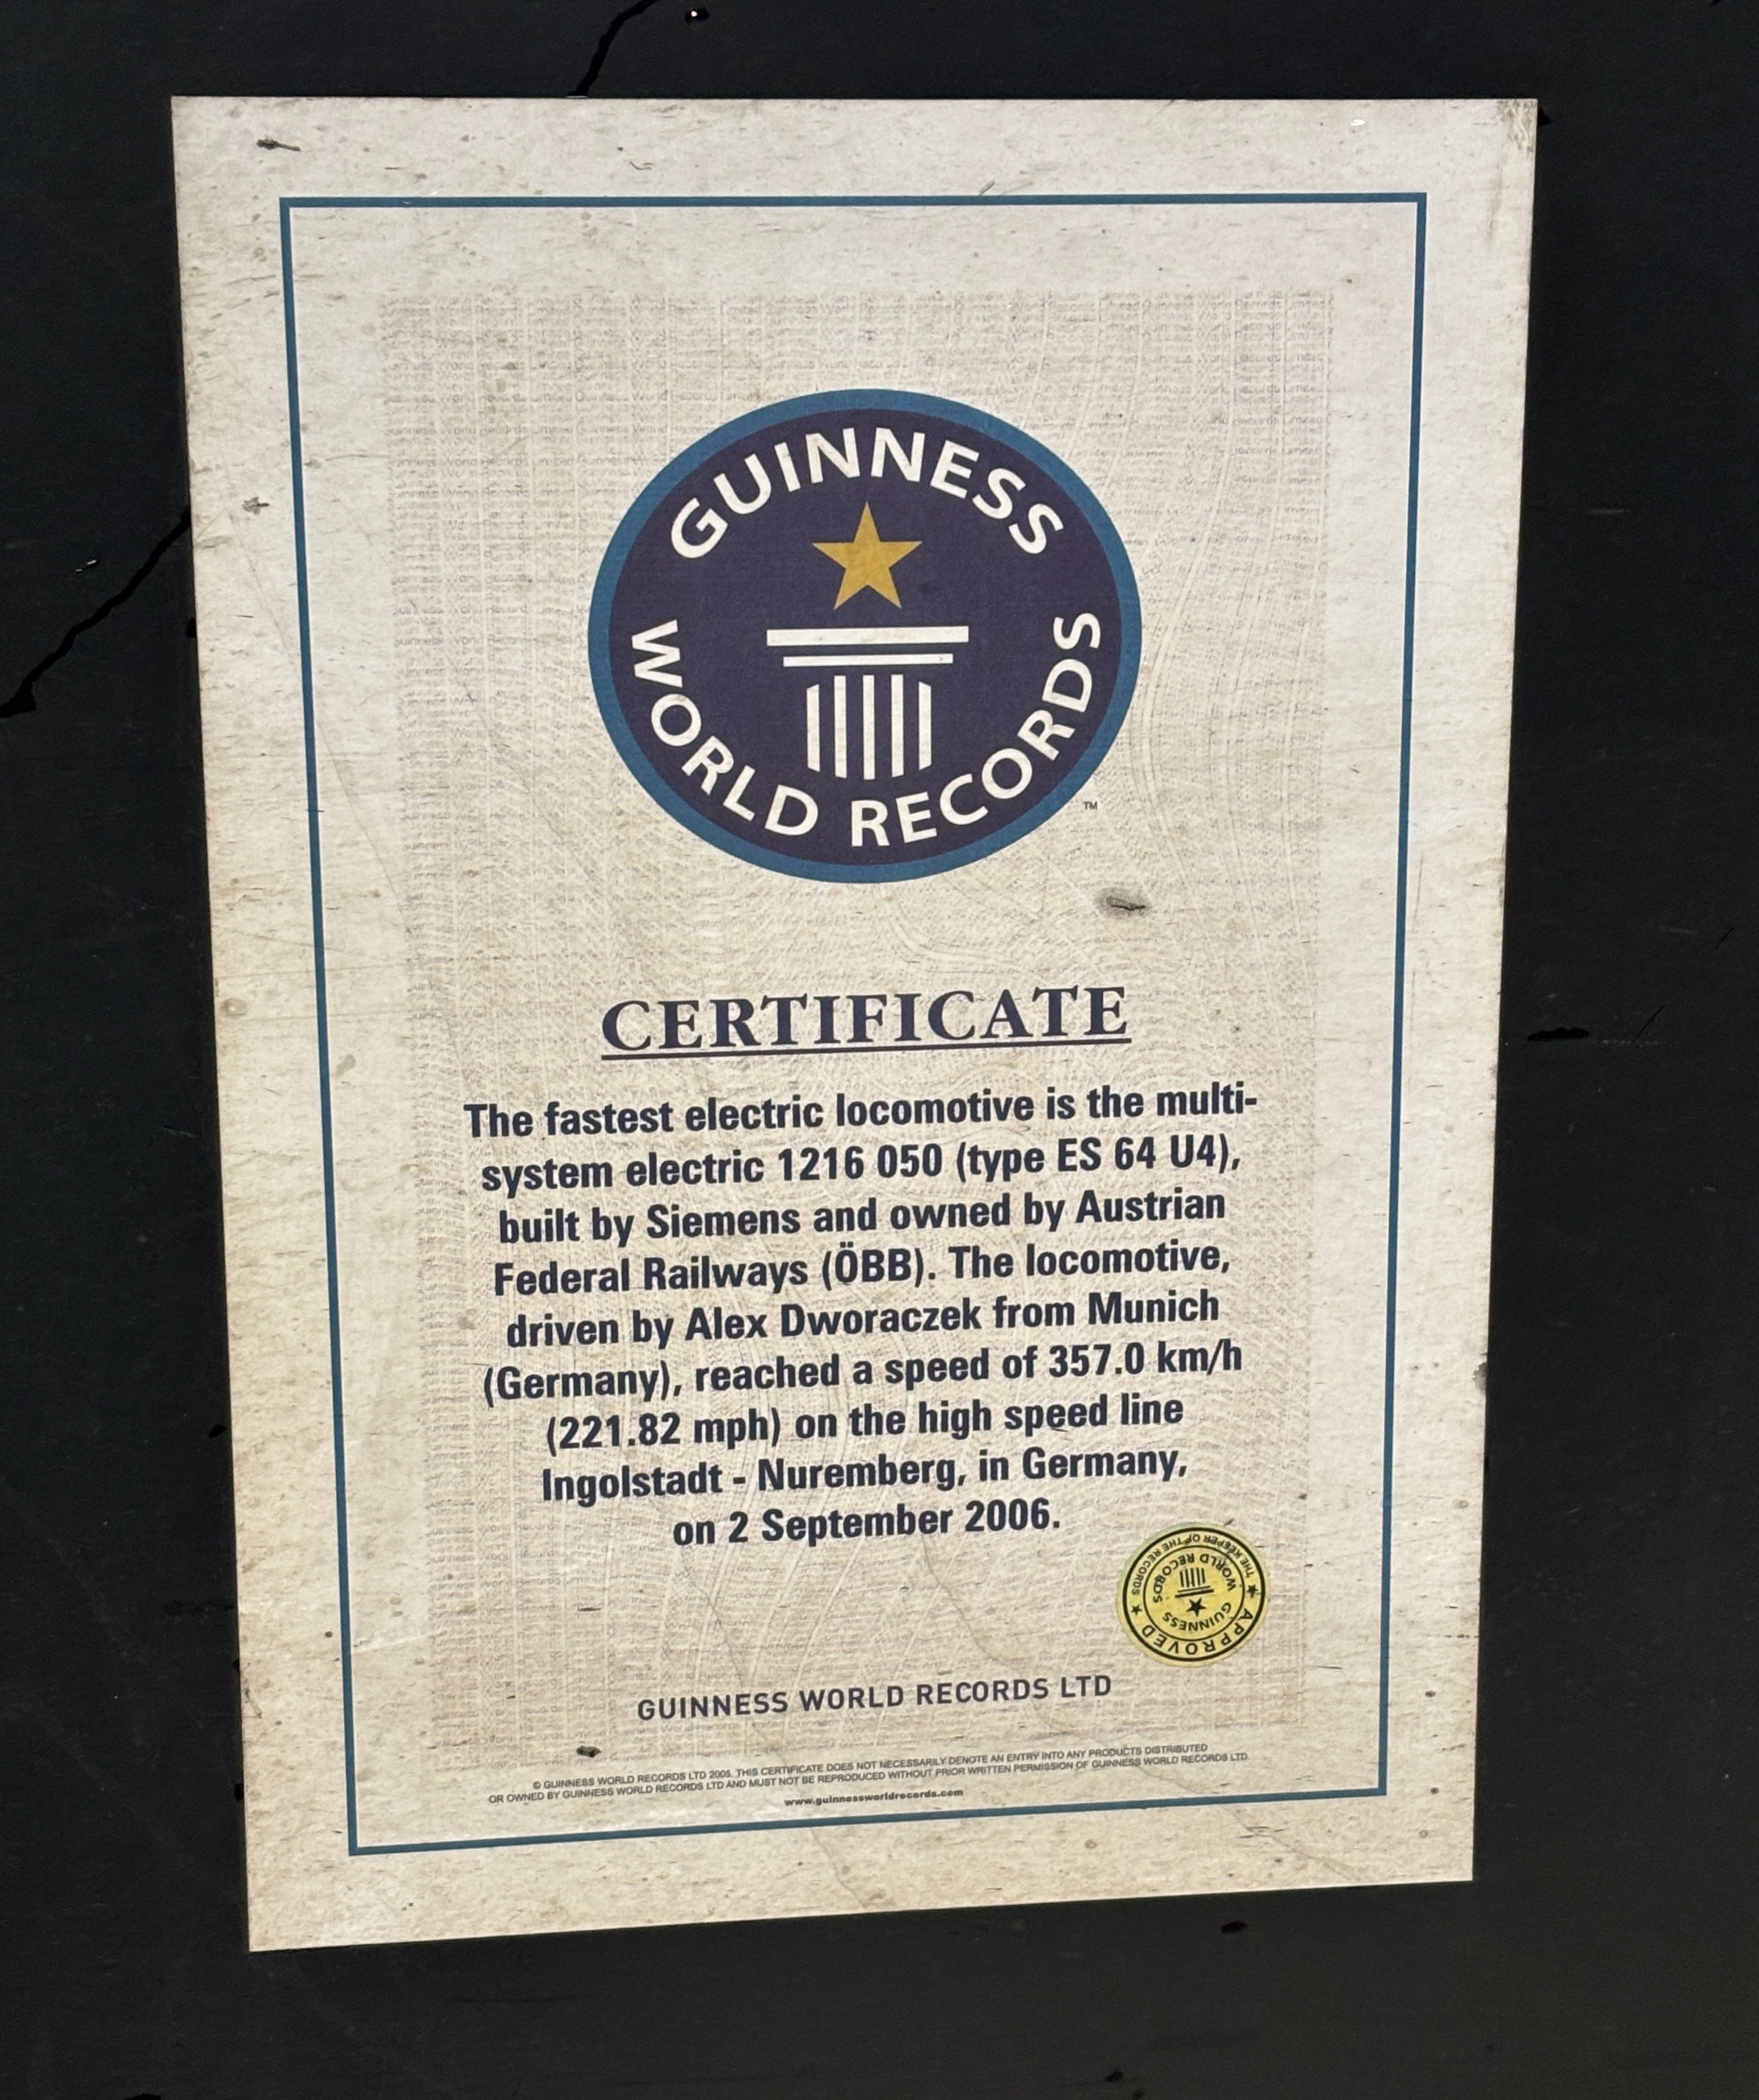 GUINNESS
WORLD RECORDS
TM
CERTIFICATE
The fastest electric locomotive is the multi-
system electric 1216 050 (type ES 64 U4),
built by Siemens and owned by Austrian
Federal Railways (ÖBB). The locomotive,
driven by Alex Dworaczek from Munich
(Germany), reached a speed of 357.0 km/h
(221.82 mph) on the high speed line
Ingolstadt - Nuremberg, in Germany,
on 2 September 2006.
THE KEEPER OF THE RECORDS
WORLD RECORDS
GUINNESS
★ APPROVED ★
GUINNESS WORLD RECORDS LTD
© GUINNESS WORLD RECORDS LTD THIS CERTIFICATE DOES NOT NECESSARILY DENOTE AN ENTRY INTO ANY PRODUCTS DISTRIBUTED
OR OWNED BY GUINNESS WORLD RECORDS LTD AND MUST NOT BE REPRODUCED WITHOUT PRIOR WRITTEN PERMISSION OF GUINNESS WORLD RECORDS LTD.
www.guinnessworldrecords.com